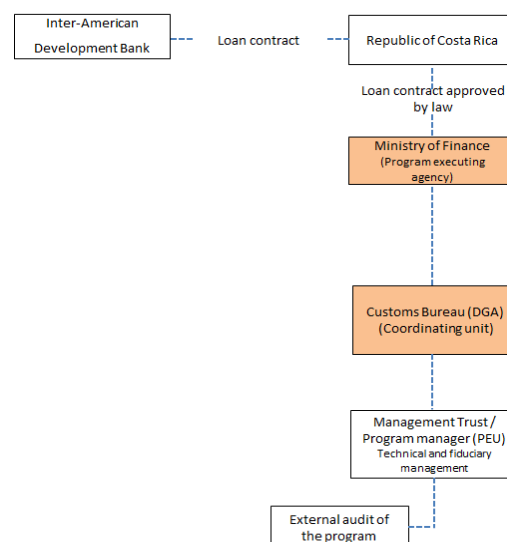 Inter-American
Development Bank
Loan contract
Republic of Costa Rica
Loan contract approved
by law
Ministry of Finance
(Program executing
agency)
Customs Bureau (DGA)
(Coordinating unit)
Management Trust /
Program manager (PEU)
Technical and fiduciary
management
External audit of
the program